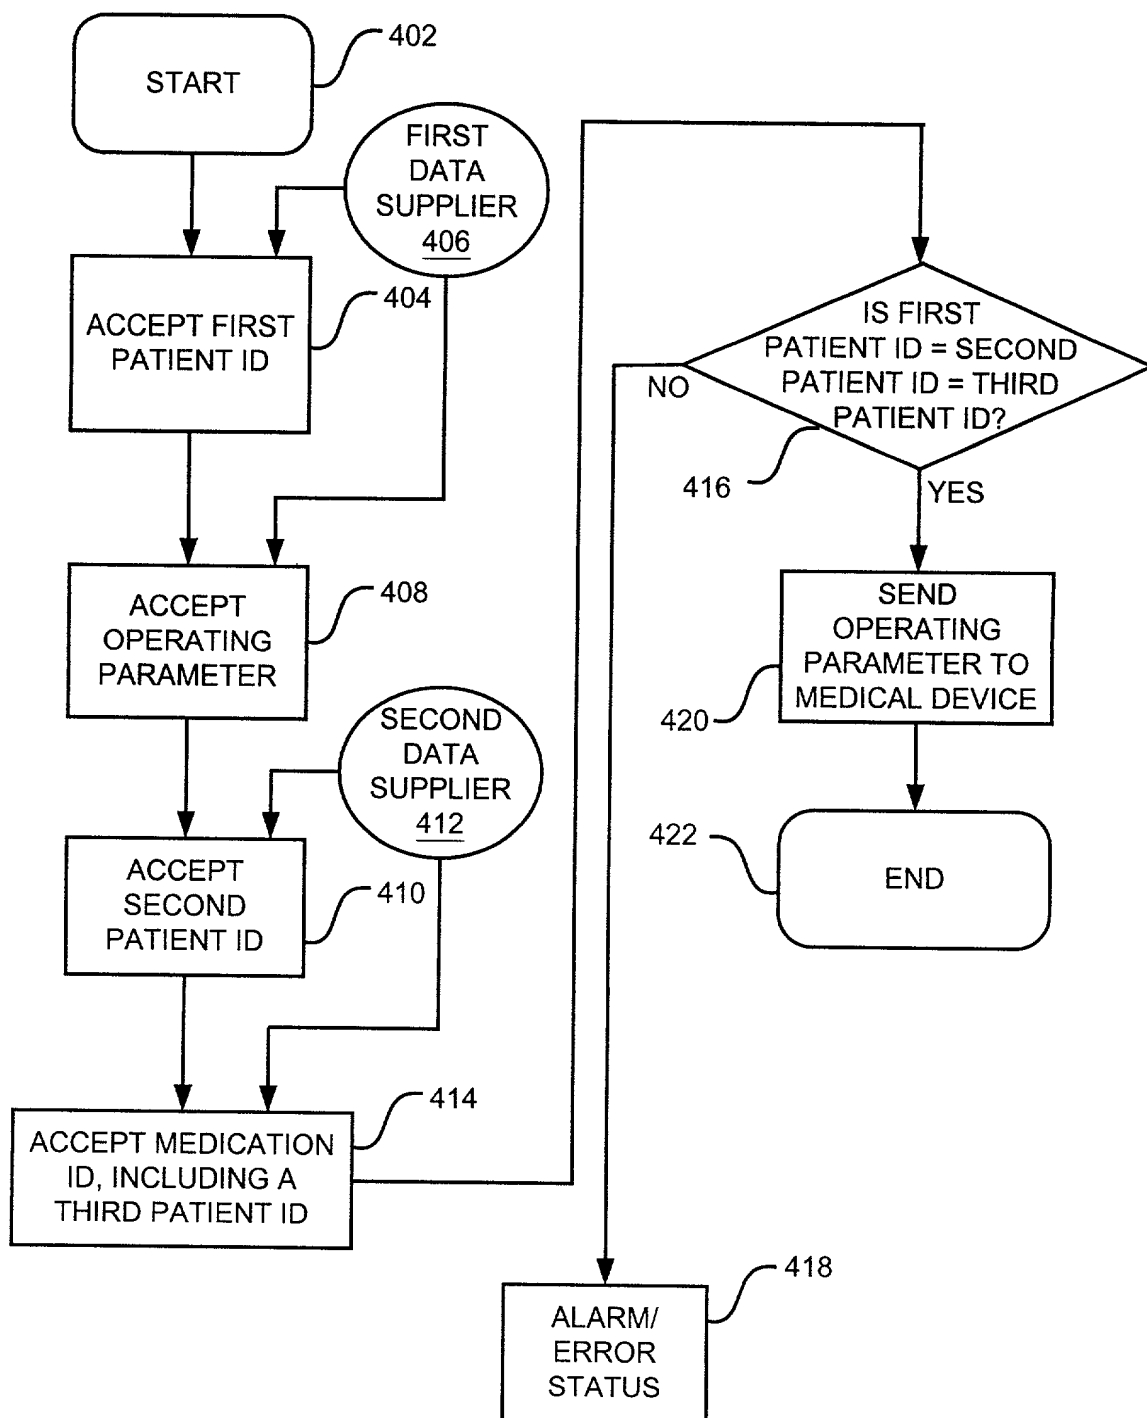 START
402
FIRST
DATA
SUPPLIER
406
ACCEPT FIRST
PATIENT ID
404
ACCEPT
OPERATING
PARAMETER
408
SECOND
DATA
SUPPLIER
412
ACCEPT
SECOND
PATIENT ID
410
ACCEPT MEDICATION
ID, INCLUDING A
THIRD PATIENT ID
414
IS FIRST
PATIENT ID = SECOND
PATIENT ID = THIRD
PATIENT ID?
416
NO
YES
SEND
OPERATING
PARAMETER TO
MEDICAL DEVICE
420
END
422
ALARM/
ERROR
STATUS
418